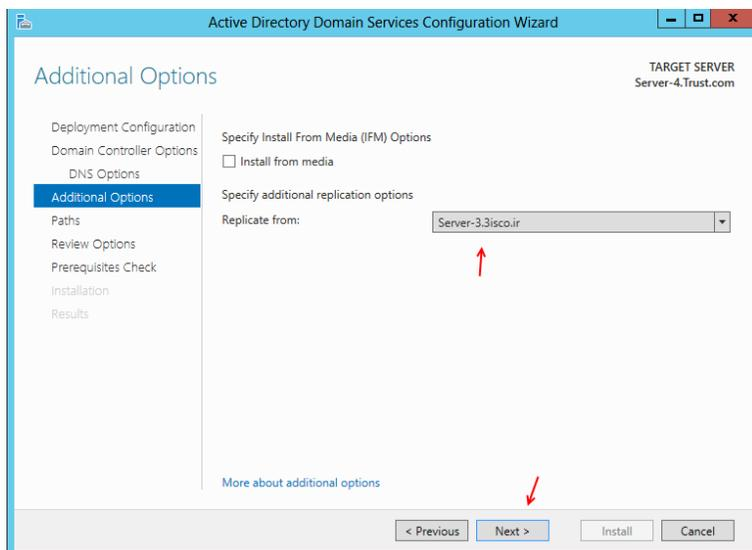 Active Directory Domain Services Configuration Wizard
Additional Options
TARGET SERVER
Server-4.Trust.com
Deployment Configuration
Domain Controller Options
DNS Options
Additional Options
Paths
Review Options
Prerequisites Check
Installation
Results
Specify Install From Media (IFM) Options
Install from media
Specify additional replication options
Replicate from: Server-3.3isco.ir
More about additional options
< Previous Next > Install Cancel